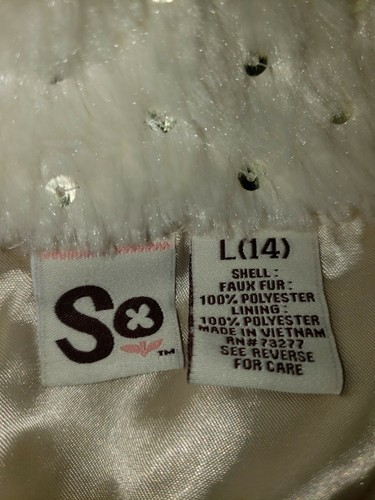 So
TM
L(14)
SHELL:
FAUX FUR:
100% POLYESTER
LINING:
100% POLYESTER
MADE IN VIETNAM
RN#73277
SEE REVERSE
FOR CARE